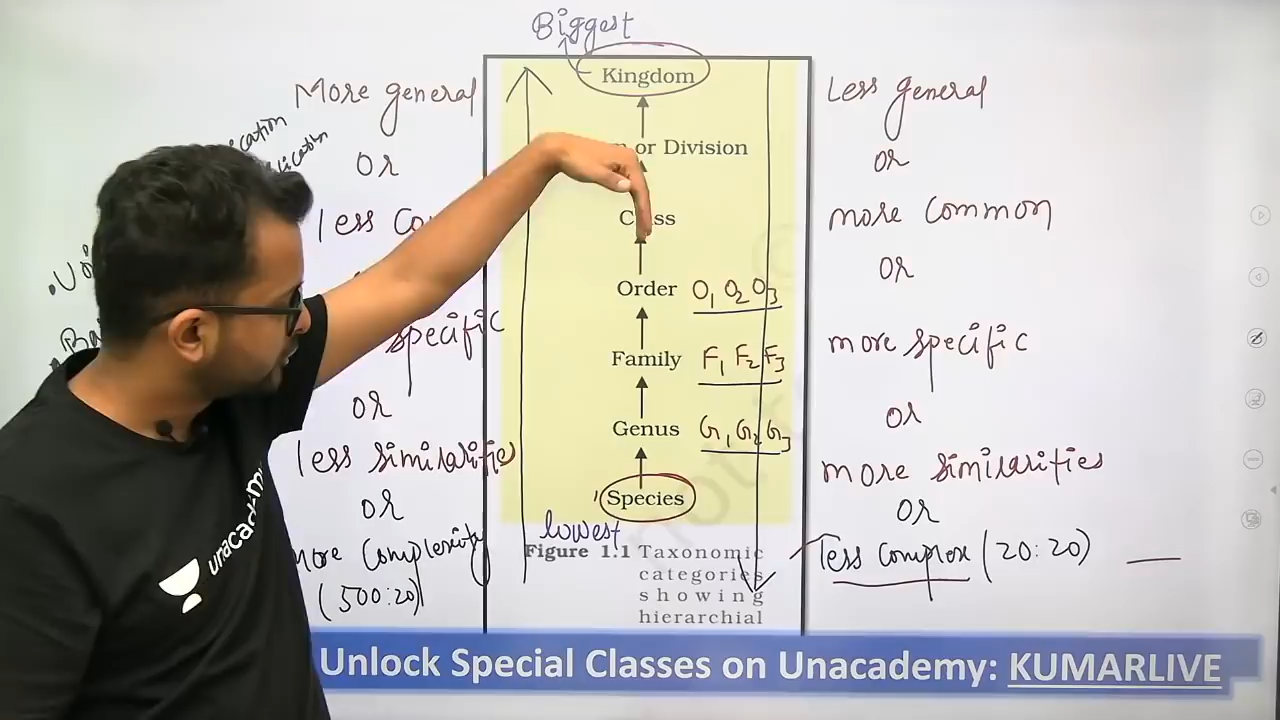 Biggest
Kingdom
or Division
Class
Order O1 O2 O3
Family F1 F2 F3
Genus G1 G2 G3
Species
lowest
Figure 1.1 Taxonomic
categories
showing
hierarchial
More general
or
less
specific
or
less similarities
or
more complexity
(500:20)
Less general
or
more common
or
more specific
or
more similarities
or
less complex (20:20)
unacademy
Unlock Special Classes on Unacademy: KUMARLIVE